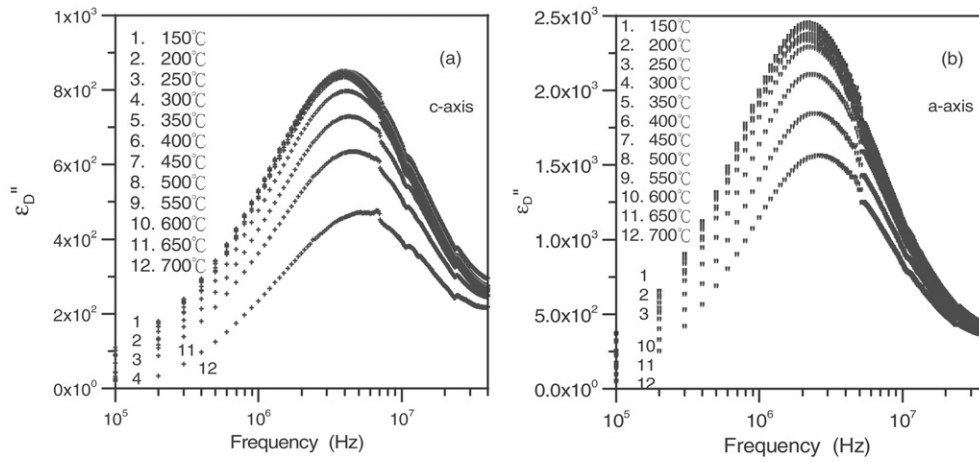 1x10³
8x10²
6x10²
4x10²
2x10²
0x10⁰
ε_D"
1. 150℃
2. 200℃
3. 250℃
4. 300℃
5. 350℃
6. 400℃
7. 450℃
8. 500℃
9. 550℃
10. 600℃
11. 650℃
12. 700℃
(a)
c-axis
1
2
3
4
11
12
10⁵
10⁶
10⁷
Frequency (Hz)
2.5x10³
2.0x10³
1.5x10³
1.0x10³
5.0x10²
0.0x10⁰
ε_D"
1. 150℃
2. 200℃
3. 250℃
4. 300℃
5. 350℃
6. 400℃
7. 450℃
8. 500℃
9. 550℃
10. 600℃
11. 650℃
12. 700℃
(b)
a-axis
1
2
3
10
11
12
10⁵
10⁶
10⁷
Frequency (Hz)